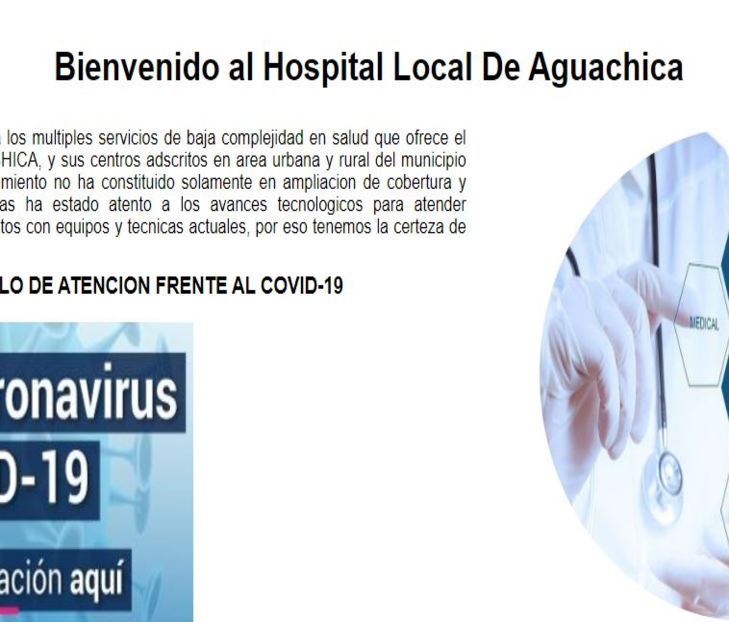 Bienvenido al Hospital Local De Aguachica
los multiples servicios de baja complejidad en salud que ofrece el
HICA, y sus centros adscritos en area urbana y rural del municipio
miento no ha constituido solamente en ampliacion de cobertura y
as ha estado atento a los avances tecnologicos para atender
tos con equipos y tecnicas actuales, por eso tenemos la certeza de
LO DE ATENCION FRENTE AL COVID-19
MEDICAL
onavirus
D-19
ación aquí